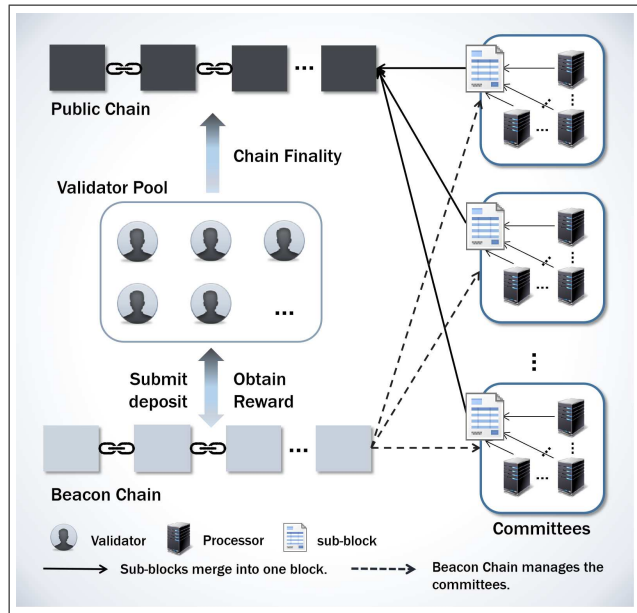 ...
Public Chain
Chain Finality
Validator Pool
...
Submit deposit
Obtain Reward
...
Beacon Chain
Committees
Validator
Processor
sub-block
Sub-blocks merge into one block.
Beacon Chain manages the
committees.